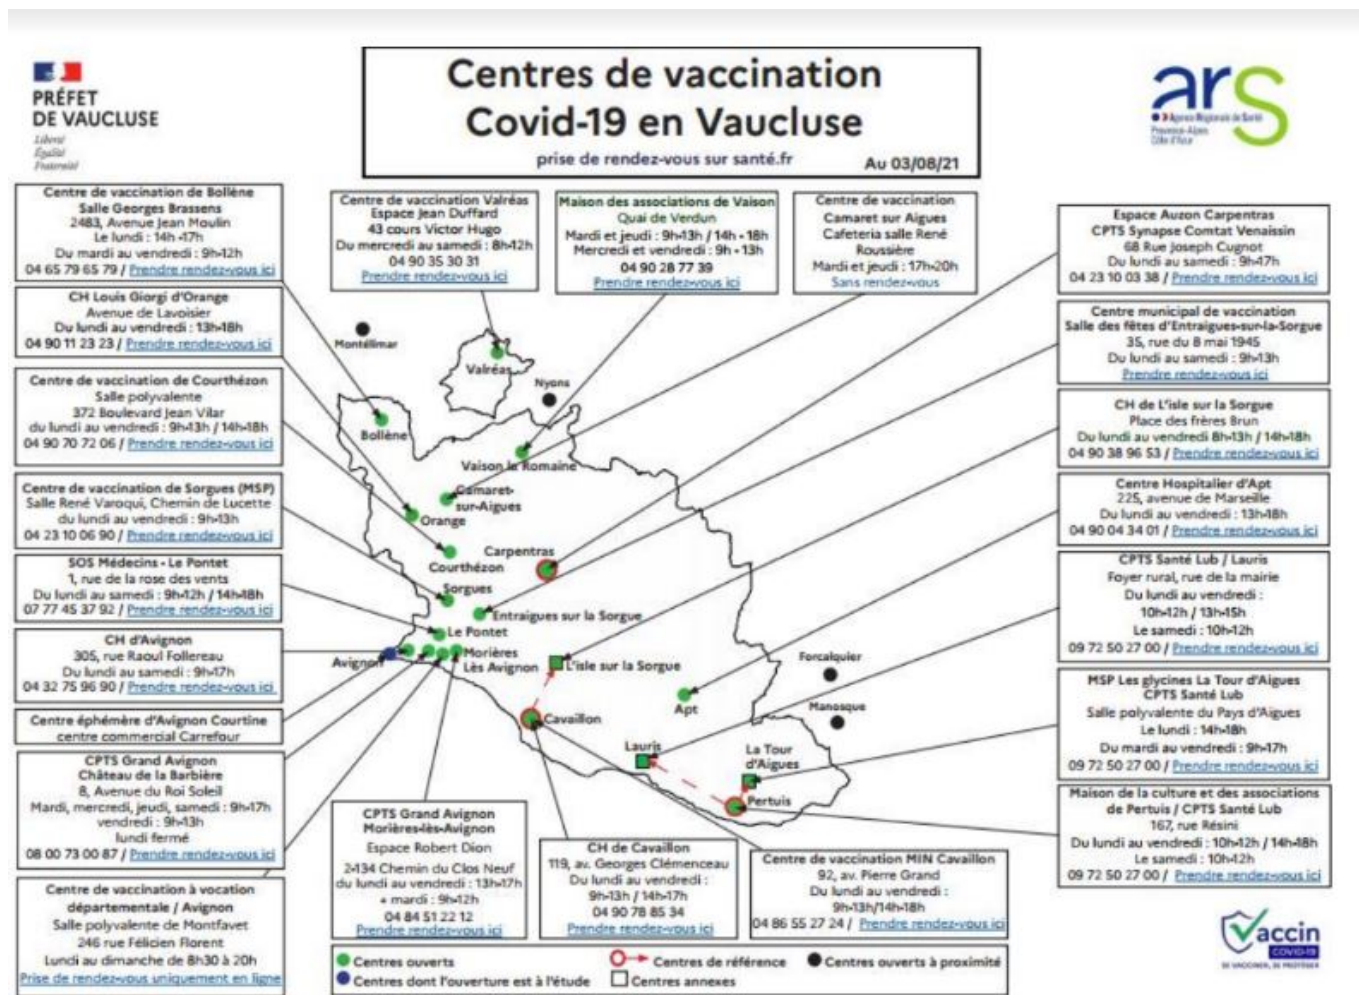 PRÉFET
DE VAUCLUSE
Liberté
Égalité
Fraternité
Centres de vaccination
Covid-19 en Vaucluse
prise de rendez-vous sur santé.fr
Au 03/08/21
ars
Agence Régionale de Santé
Provence-Alpes
Côte d'Azur
Centre de vaccination de Bollène
Salle Georges Brassens
2483, Avenue Jean Moulin
Le lundi : 14h -17h
Du mardi au vendredi : 9h-12h
04 65 79 65 79 / Prendre rendez-vous ici
CH Louis Giorgi d'Orange
Avenue de Lavoisier
Du lundi au vendredi : 13h-18h
04 90 11 23 23 / Prendre rendez-vous ici
Centre de vaccination de Courthézon
Salle polyvalente
372 Boulevard Jean Vilar
du lundi au vendredi : 9h-13h / 14h-18h
04 90 70 72 06 / Prendre rendez-vous ici
Centre de vaccination de Sorgues (MSP)
Salle René Varoqui, Chemin de Lucette
du lundi au vendredi : 9h-13h
04 23 10 06 90 / Prendre rendez-vous ici
SOS Médecins - Le Pontet
1, rue de la rose des vents
Du lundi au samedi : 9h-12h / 14h-18h
07 77 45 37 92 / Prendre rendez-vous ici
CH d'Avignon
305, rue Raoul Follereau
Du lundi au samedi : 9h-17h
04 32 75 96 90 / Prendre rendez-vous ici
Centre éphémère d'Avignon Courtine
centre commercial Carrefour
CPTS Grand Avignon
Château de la Barbière
8, Avenue du Roi Soleil
Mardi, mercredi, jeudi, samedi : 9h-17h
vendredi : 9h-13h
lundi fermé
08 00 73 00 87 / Prendre rendez-vous ici
Centre de vaccination à vocation
départementale / Avignon
Salle polyvalente de Montfavet
246 rue Félicien Florent
Lundi au dimanche de 8h30 à 20h
Prise de rendez-vous uniquement en ligne
Centre de vaccination Valréas
Espace Jean Duffard
43 cours Victor Hugo
Du mercredi au samedi : 8h-12h
04 90 35 30 31
Prendre rendez-vous ici
Maison des associations de Vaison
Quai de Verdun
Mardi et jeudi : 9h-13h / 14h - 18h
Mercredi et vendredi : 9h - 13h
04 90 28 77 39
Prendre rendez-vous ici
Centre de vaccination
Camaret sur Aigues
Cafeteria salle René
Roussière
Mardi et jeudi : 17h-20h
Sans rendez-vous
Montélimar
Valréas
Nyons
Bollène
Vaison la Romaine
Camaret-
sur-Aigues
Orange
Carpentras
Courthézon
Sorgues
Entraigues sur la Sorgue
Le Pontet
Avignon
Morières
Lès Avignon
L'isle sur la Sorgue
Forcalquier
Apt
Manosque
Cavaillon
Lauris
La Tour
d'Aigues
Pertuis
Espace Auzon Carpentras
CPTS Synapse Comtat Venaissin
68 Rue Joseph Cugnot
Du lundi au samedi : 9h-17h
04 23 10 03 38 / Prendre rendez-vous ici
Centre municipal de vaccination
Salle des fêtes d'Entraigues-sur-la-Sorgue
35, rue du 8 mai 1945
Du lundi au samedi : 9h-13h
Prendre rendez-vous ici
CH de L'isle sur la Sorgue
Place des frères Brun
Du lundi au vendredi 8h-13h / 14h-18h
04 90 38 96 53 / Prendre rendez-vous ici
Centre Hospitalier d'Apt
225, avenue de Marseille
Du lundi au vendredi : 13h-18h
04 90 04 34 01 / Prendre rendez-vous ici
CPTS Santé Lub / Lauris
Foyer rural, rue de la mairie
Du lundi au vendredi :
10h-12h / 13h-15h
Le samedi : 10h-12h
09 72 50 27 00 / Prendre rendez-vous ici
MSP Les glycines La Tour d'Aigues
CPTS Santé Lub
Salle polyvalente du Pays d'Aigues
Le lundi : 14h-18h
Du mardi au vendredi : 9h-17h
09 72 50 27 00 / Prendre rendez-vous ici
Maison de la culture et des associations
de Pertuis / CPTS Santé Lub
167, rue Résini
Du lundi au vendredi : 10h-12h / 14h-18h
Le samedi : 10h-12h
09 72 50 27 00 / Prendre rendez-vous ici
CPTS Grand Avignon
Morières-lès-Avignon
Espace Robert Dion
2-134 Chemin du Clos Neuf
du lundi au vendredi : 13h-17h
+ mardi : 9h-12h
04 84 51 22 12
Prendre rendez-vous ici
CH de Cavaillon
119, av. Georges Clémenceau
Du lundi au vendredi :
9h-13h / 14h-17h
04 90 78 85 34
Prendre rendez-vous ici
Centre de vaccination MIN Cavaillon
92, av. Pierre Grand
Du lundi au vendredi :
9h-13h/14h-18h
04 86 55 27 24 / Prendre rendez-vous ici
Centres ouverts
Centres de référence
Centres ouverts à proximité
Centres dont l'ouverture est à l'étude
Centres annexes
Vaccin
COVID-19
SE VACCINER, SE PROTÉGER